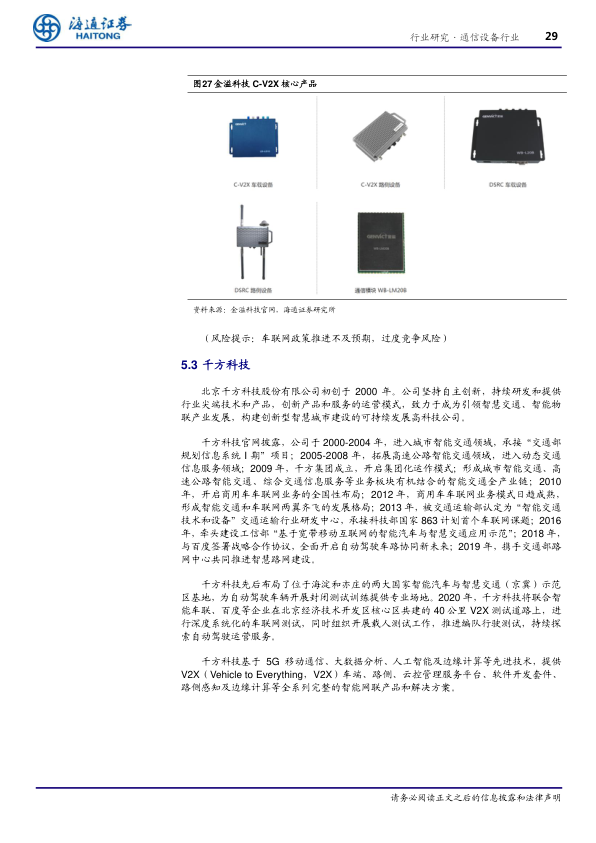 海通证券
HAITONG
行业研究·通信设备行业 29
图27金溢科技 C-V2X 核心产品
C-V2X 车载设备
C-V2X 路侧设备
WB-L20B
DSRC 车载设备
DSRC 路侧设备
通信模块 WB-LM20B
资料来源：金溢科技官网，海通证券研究所
（风险提示：车联网政策推进不及预期，过度竞争风险）
5.3 千方科技
北京千方科技股份有限公司初创于 2000 年。公司坚持自主创新，持续研发和提供
行业尖端技术和产品，创新产品和服务的运营模式，致力于成为引领智慧交通、智能物
联产业发展，构建创新型智慧城市建设的可持续发展高科技公司。
千方科技官网披露，公司于 2000-2004 年，进入城市智能交通领域，承接“交通部
规划信息系统 I 期”项目；2005-2008 年，拓展高速公路智能交通领域，进入动态交通
信息服务领域；2009 年，千方集团成立，开启集团化运作模式；形成城市智能交通、高
速公路智能交通、综合交通信息服务等业务板块有机结合的智能交通全产业链；2010
年，开启商用车车联网业务的全国性布局；2012 年，商用车车联网业务模式日趋成熟，
形成智能交通和车联网两翼齐飞的发展格局；2013 年，被交通运输部认定为“智能交通
技术和设备”交通运输行业研发中心，承接科技部国家 863 计划首个车联网课题；2016
年，牵头建设工信部“基于宽带移动互联网的智能汽车与智慧交通应用示范”；2018 年，
与百度签署战略合作协议，全面开启自动驾驶车路协同新未来；2019 年，携手交通部路
网中心共同推进智慧路网建设。
千方科技先后布局了位于海淀和亦庄的两大国家智能汽车与智慧交通（京冀）示范
区基地，为自动驾驶车辆开展封闭测试训练提供专业场地。2020 年，千方科技将联合智
能车联、百度等企业在北京经济技术开发区核心区共建的 40 公里 V2X 测试道路上，进
行深度系统化的车联网测试，同时组织开展载人测试工作，推进编队行驶测试，持续探
索自动驾驶运营服务。
千方科技基于 5G 移动通信、大数据分析、人工智能及边缘计算等先进技术，提供
V2X（Vehicle to Everything，V2X）车端、路侧、云控管理服务平台、软件开发套件、
路侧感知及边缘计算等全系列完整的智能网联产品和解决方案。
请务必阅读正文之后的信息披露和法律声明